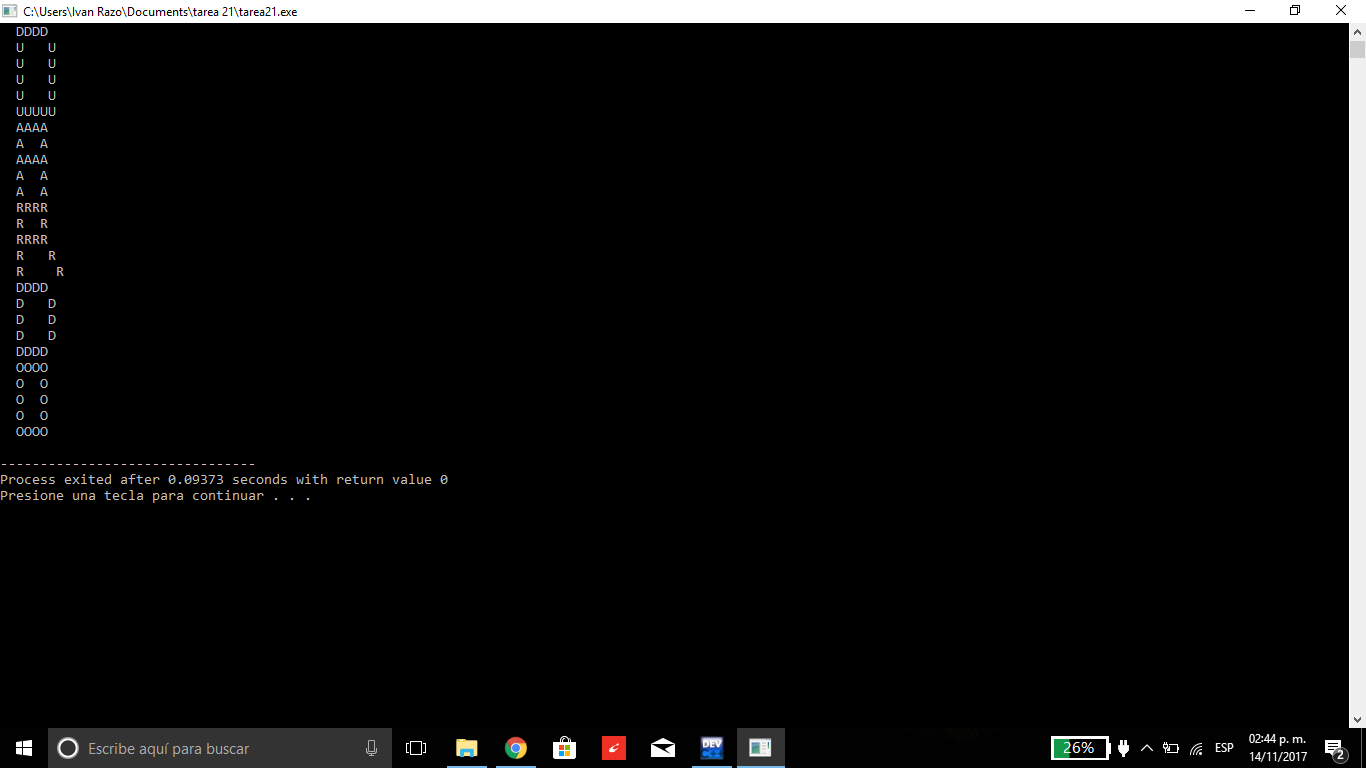 C:\Users\Ivan Razo\Documents\tarea 21\tarea21.exe
  DDDD
  U   U
  U   U
  U   U
  U   U
  UUUUU
  AAAA
  A  A
  AAAA
  A  A
  A  A
  RRRR
  R  R
  RRRR
  R   R
  R    R
  DDDD
  D   D
  D   D
  D   D
  DDDD
  OOOO
  O  O
  O  O
  O  O
  OOOO
--------------------------------
Process exited after 0.09373 seconds with return value 0
Presione una tecla para continuar . . .
Escribe aquí para buscar
DEV
26%
ESP
02:44 p. m.
14/11/2017
2